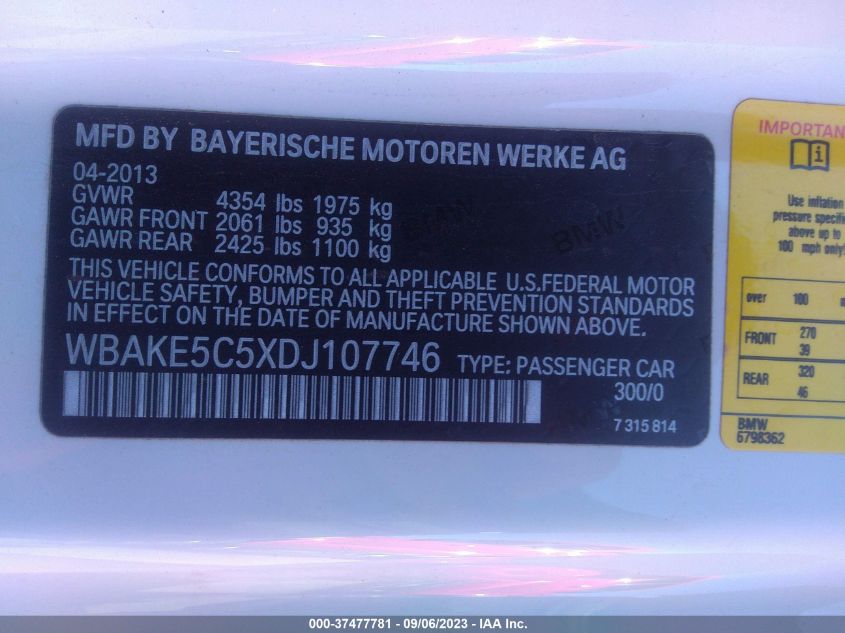 MFD BY BAYERISCHE MOTOREN WERKE AG
04-2013
GVWR 4354 lbs 1975 kg
GAWR FRONT 2061 lbs 935 kg
GAWR REAR 2425 lbs 1100 kg
THIS VEHICLE CONFORMS TO ALL APPLICABLE U.S.FEDERAL MOTOR
VEHICLE SAFETY, BUMPER AND THEFT PREVENTION STANDARDS
IN EFFECT ON THE DATE OF MANUFACTURE SHOWN ABOVE.
WBAKE5C5XDJ107746 TYPE: PASSENGER CAR
300/0
7 315 814
BMW BMW
IMPORTAN
i
Use inflation
pressure specifi
above up to
100 mph only!
over 100 m
FRONT 270
39
REAR 320
46
BMW
6798362
000-37477781 - 09/06/2023 - IAA Inc.